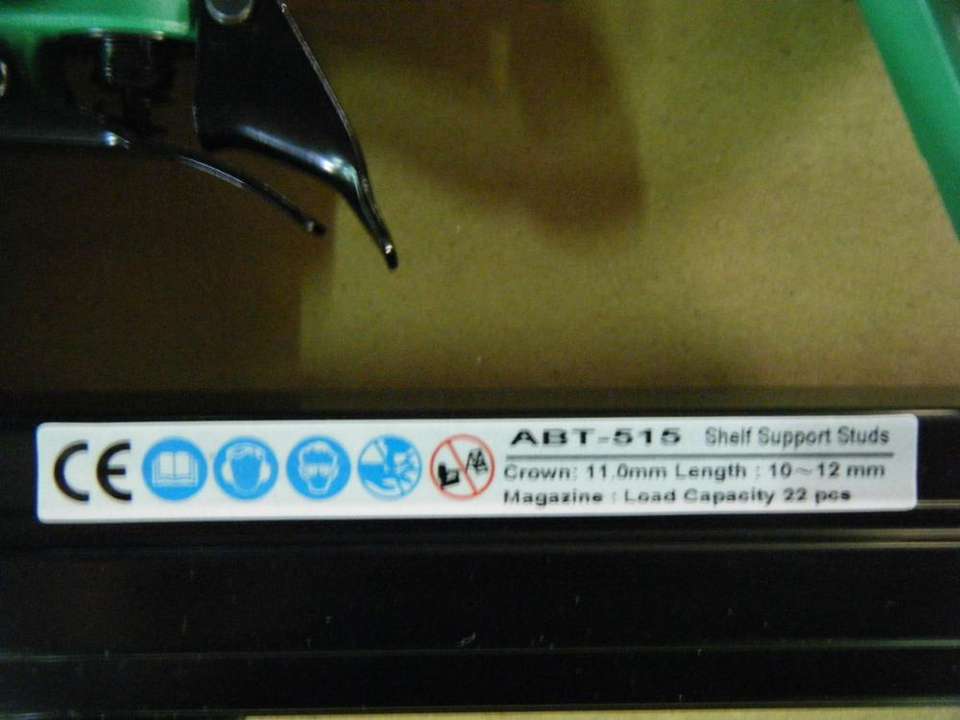 CE
ABT-515 Shelf Support Studs
Crown: 11.0mm Length : 10~12 mm
Magazine : Load Capacity 22 pcs